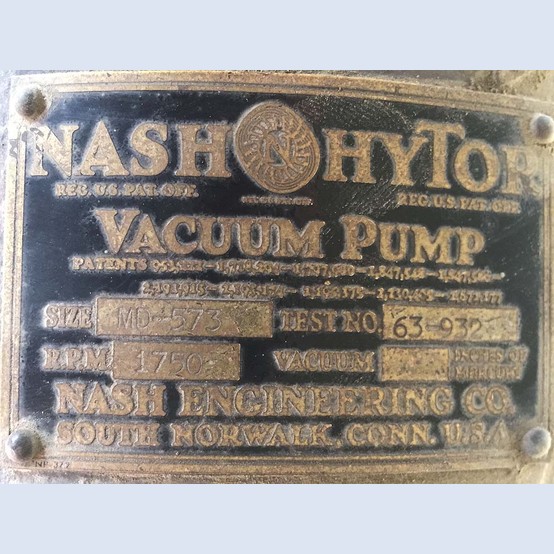 NASH N HYTOR
REG. U.S. PAT. OFF. REG. U.S. PAT. OFF.
VACUUM PUMP
PATENTS
SIZE MD-573 TEST NO. 63-932
R P M 1750 VACUUM INCHES OF MERCURY
NASH ENGINEERING CO.
SOUTH NORWALK, CONN. U.S.A